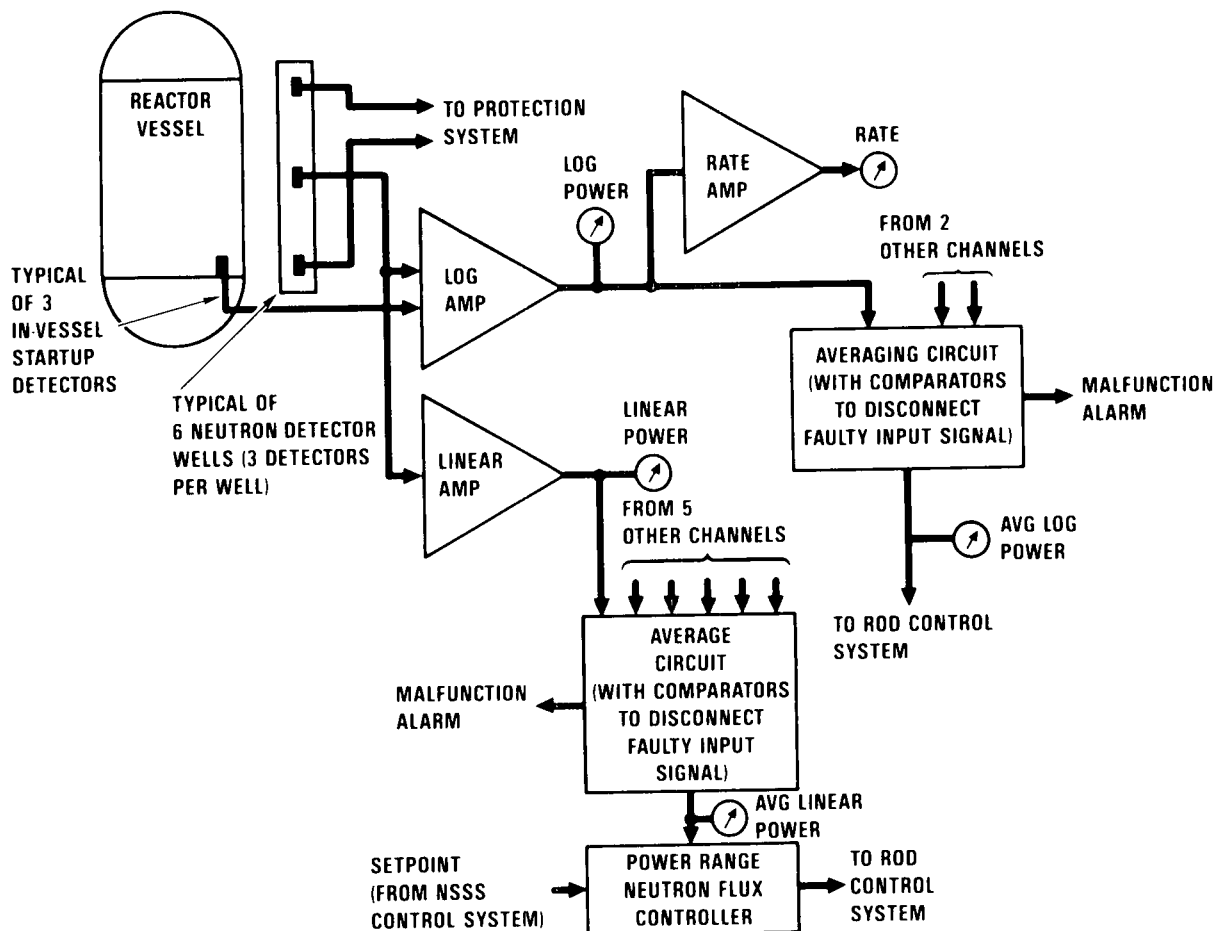 REACTOR
VESSEL
TO PROTECTION
SYSTEM
LOG
POWER
RATE
AMP
RATE
FROM 2
OTHER CHANNELS
TYPICAL
OF 3
IN-VESSEL
STARTUP
DETECTORS
LOG
AMP
AVERAGING CIRCUIT
(WITH COMPARATORS
TO DISCONNECT
FAULTY INPUT SIGNAL)
MALFUNCTION
ALARM
TYPICAL OF
6 NEUTRON DETECTOR
WELLS (3 DETECTORS
PER WELL)
LINEAR
AMP
LINEAR
POWER
FROM 5
OTHER CHANNELS
AVG LOG
POWER
TO ROD CONTROL
SYSTEM
AVERAGE
CIRCUIT
(WITH COMPARATORS
TO DISCONNECT
FAULTY INPUT
SIGNAL)
MALFUNCTION
ALARM
AVG LINEAR
POWER
SETPOINT
(FROM NSSS
CONTROL SYSTEM)
POWER RANGE
NEUTRON FLUX
CONTROLLER
TO ROD
CONTROL
SYSTEM